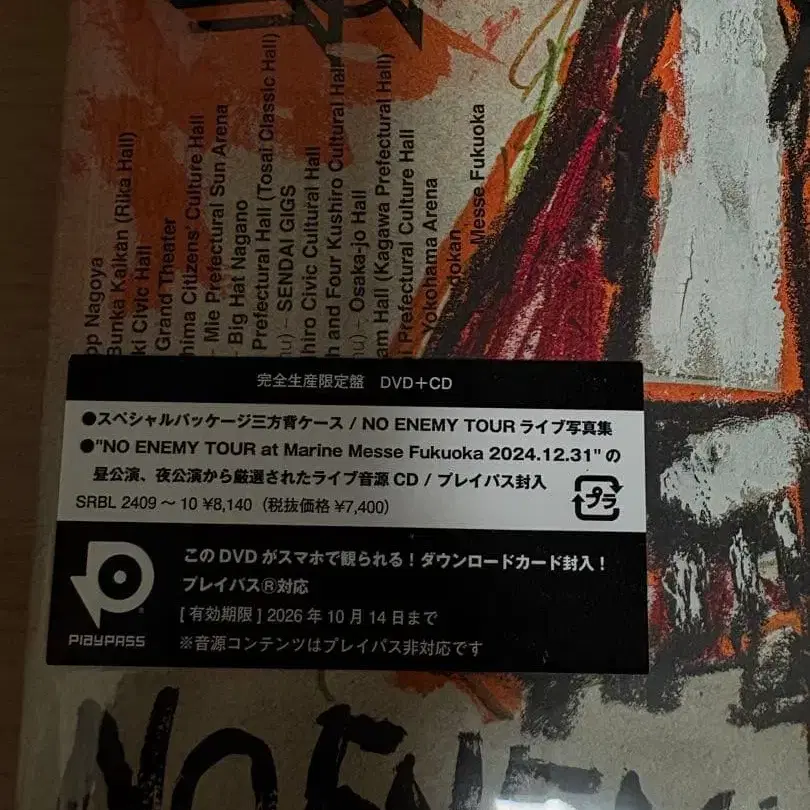 op Nagoya
Bunka Kaikan (Rika Hall)
ki Civic Hall
Grand Theater
hima Citizens' Culture Hall
- Mie Prefectural Sun Arena
- Big Hat Nagano
Prefectural Hall (Tosai Classic Hall)
nu) - SENDAI GIGS
hiro Civic Cultural Hall
h and Four Kushiro Cultural Hall
nu) - Osaka-jo Hall
am Hall (Kagawa Prefectural Hall)
i Prefectural Culture Hall
Yokohama Arena
dokan
Messe Fukuoka
完全生産限定盤 DVD+CD
●スペシャルパッケージ三方背ケース / NO ENEMY TOUR ライブ写真集
●"NO ENEMY TOUR at Marine Messe Fukuoka 2024.12.31" の
昼公演、夜公演から厳選されたライブ音源 CD / プレイパス封入
SRBL 2409 〜 10 ¥8,140（税抜価格 ¥7,400）
プラ
この DVD がスマホで観られる！ダウンロードカード封入！
プレイパス®対応
[ 有効期限 ] 2026 年 10 月 14 日まで
※音源コンテンツはプレイパス非対応です
PlayPASS
®
NO ENEMY